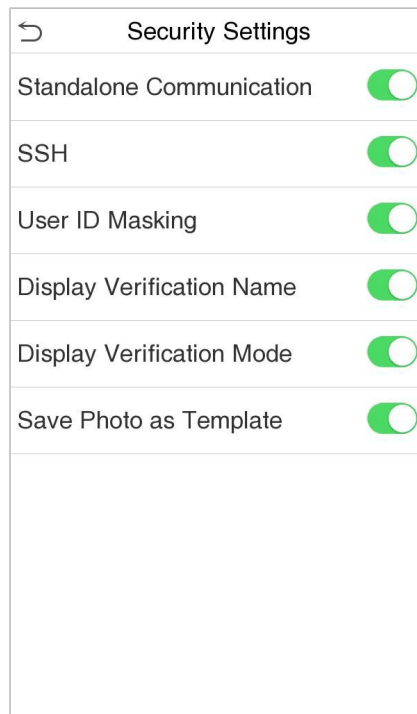 Security Settings
Standalone Communication
SSH
User ID Masking
Display Verification Name
Display Verification Mode
Save Photo as Template